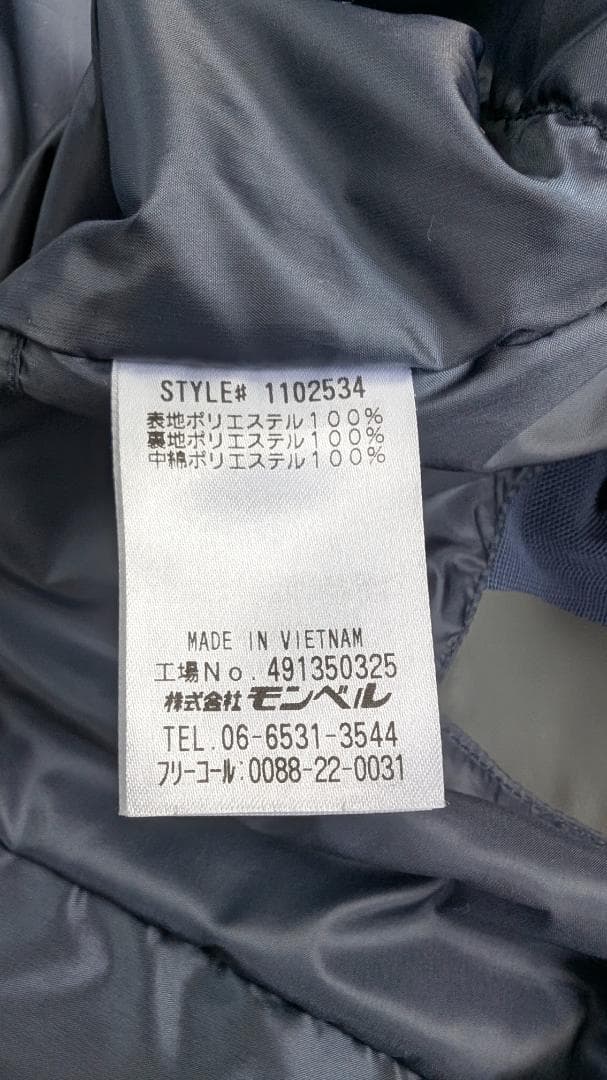 STYLE# 1102534
表地ポリエステル100%
裏地ポリエステル100%
中綿ポリエステル100%
MADE IN VIETNAM
工場No. 491350325
株式会社 モンベル
TEL.06-6531-3544
フリーコール:0088-22-0031